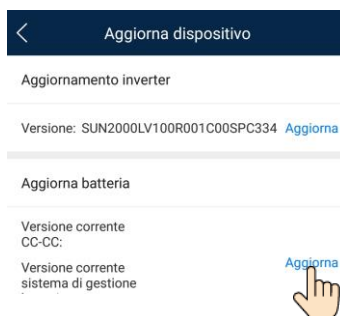 Aggiorna dispositivo
Aggiornamento inverter
Versione: SUN2000LV100R001C00SPC334 Aggiorna
Aggiorna batteria
Versione corrente
CC-CC:
Aggiorna
Versione corrente
sistema di gestione